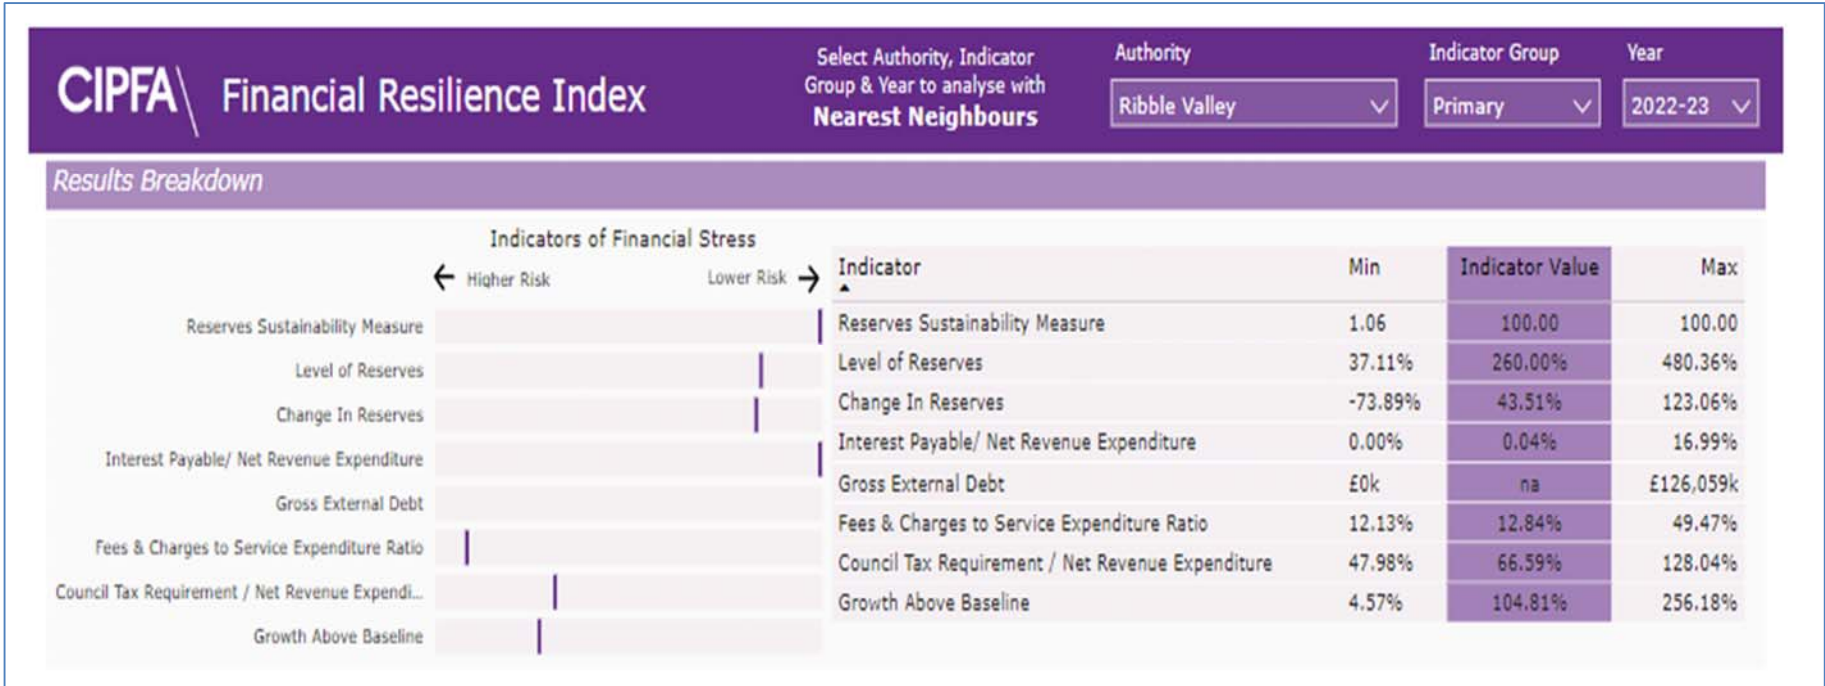 CIPFA\ Financial Resilience Index
Select Authority, Indicator
Group & Year to analyse with
Nearest Neighbours
Authority
Ribble Valley
Indicator Group
Primary
Year
2022-23
Results Breakdown
Indicators of Financial Stress
← Higher Risk Lower Risk →
Reserves Sustainability Measure
Level of Reserves
Change In Reserves
Interest Payable/ Net Revenue Expenditure
Gross External Debt
Fees & Charges to Service Expenditure Ratio
Council Tax Requirement / Net Revenue Expendi...
Growth Above Baseline
Indicator Min Indicator Value Max
Reserves Sustainability Measure 1.06 100.00 100.00
Level of Reserves 37.11% 260.00% 480.36%
Change In Reserves -73.89% 43.51% 123.06%
Interest Payable/ Net Revenue Expenditure 0.00% 0.04% 16.99%
Gross External Debt £0k na £126,059k
Fees & Charges to Service Expenditure Ratio 12.13% 12.84% 49.47%
Council Tax Requirement / Net Revenue Expenditure 47.98% 66.59% 128.04%
Growth Above Baseline 4.57% 104.81% 256.18%